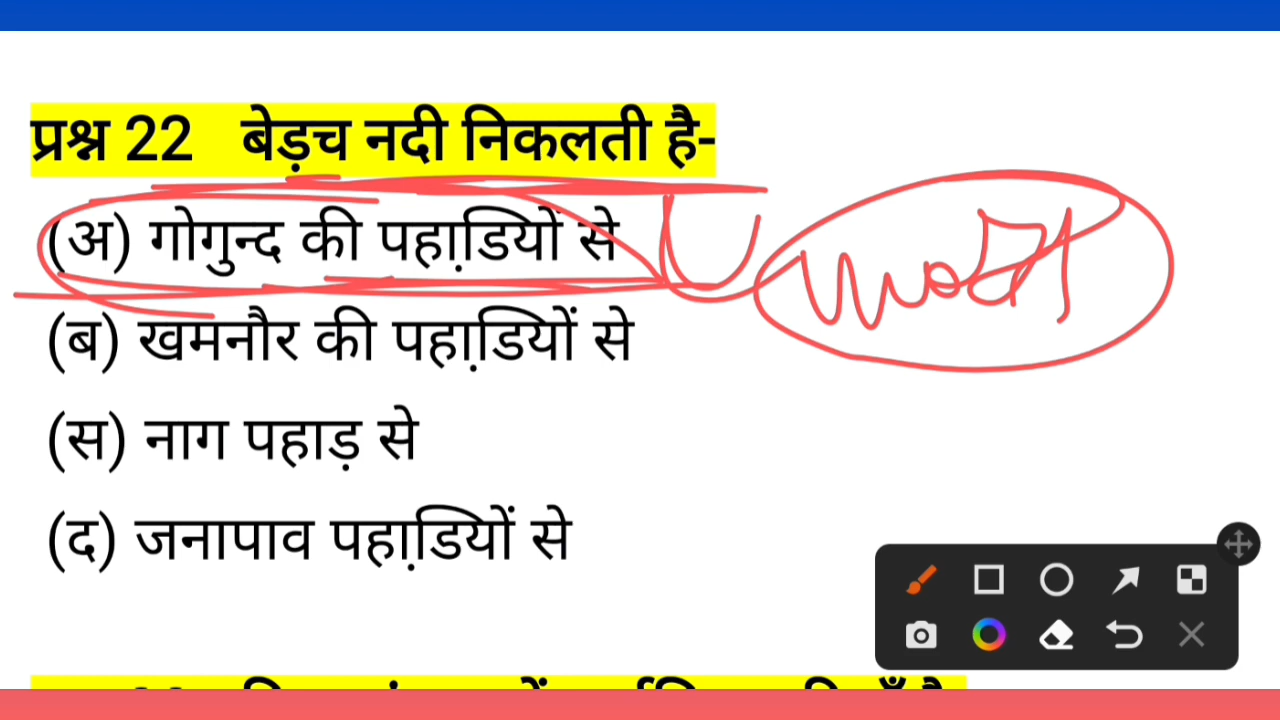 प्रश्न 22 बेड़च नदी निकलती है-
(अ) गोगुन्द की पहाड़ियों से
(ब) खमनौर की पहाड़ियों से
(स) नाग पहाड़ से
(द) जनापाव पहाड़ियों से